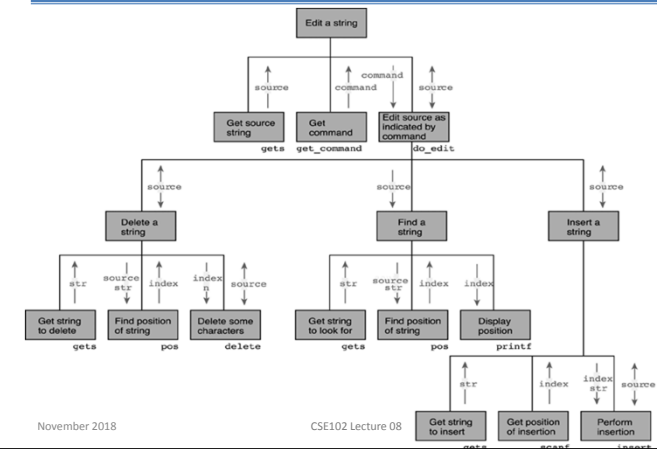 Edit a string
source
command
command
source
Get source
string
Get
command
Edit source as
indicated by
command
gets
get_command
do_edit
source
source
source
Delete a
string
Find a
string
Insert a
string
str
source
str
index
index
n
source
str
source
str
index
index
Get string
to delete
Find position
of string
Delete some
characters
Get string
to look for
Find position
of string
Display
position
gets
pos
delete
gets
pos
printf
str
index
index
str
source
Get string
to insert
Get position
of insertion
Perform
insertion
gets
scanf
insert
November 2018
CSE102 Lecture 08